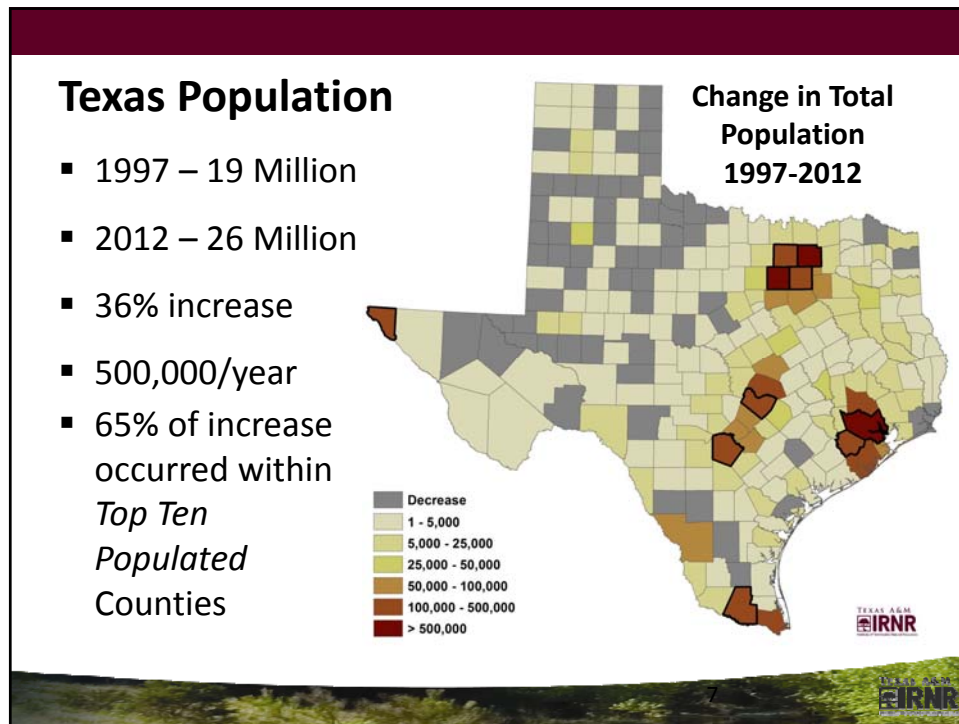 Texas Population
▪ 1997 – 19 Million
▪ 2012 – 26 Million
▪ 36% increase
▪ 500,000/year
▪ 65% of increase
occurred within
Top Ten
Populated
Counties
Change in Total
Population
1997-2012
Decrease
1 - 5,000
5,000 - 25,000
25,000 - 50,000
50,000 - 100,000
100,000 - 500,000
> 500,000
TEXAS A&M
IRNR
7
TEXAS A&M
IRNR